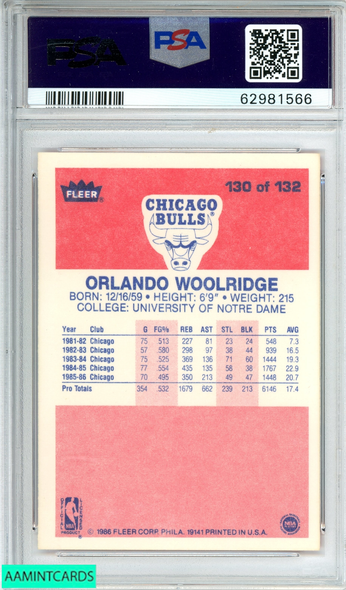 PSA
PSA
62981566
FLEER®
130 of 132
CHICAGO
BULLS®
ORLANDO WOOLRIDGE
BORN: 12/16/59 • HEIGHT: 6'9" • WEIGHT: 215
COLLEGE: UNIVERSITY OF NOTRE DAME
Year Club G FG% REB AST STL BLK PTS AVG
1981-82 Chicago 75 .513 227 81 23 24 548 7.3
1982-83 Chicago 57 .580 298 97 38 44 939 16.5
1983-84 Chicago 75 .525 369 136 71 60 1444 19.3
1984-85 Chicago 77 .554 435 135 58 38 1767 22.9
1985-86 Chicago 70 .495 350 213 49 47 1448 20.7
Pro Totals 354 .532 1679 662 239 213 6146 17.4
NBA
© 1986 FLEER CORP. PHILA. 19141 PRINTED IN U.S.A.
AAMINTCARDS